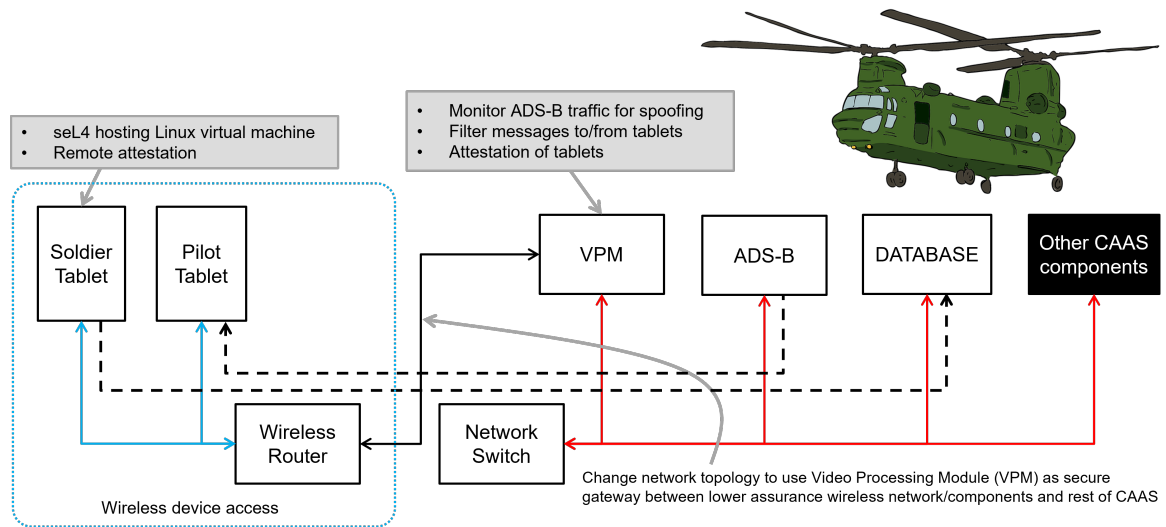 • seL4 hosting Linux virtual machine
• Remote attestation
• Monitor ADS-B traffic for spoofing
• Filter messages to/from tablets
• Attestation of tablets
Soldier
Tablet
Pilot
Tablet
VPM
ADS-B
DATABASE
Other CAAS
components
Wireless
Router
Network
Switch
Wireless device access
Change network topology to use Video Processing Module (VPM) as secure
gateway between lower assurance wireless network/components and rest of CAAS